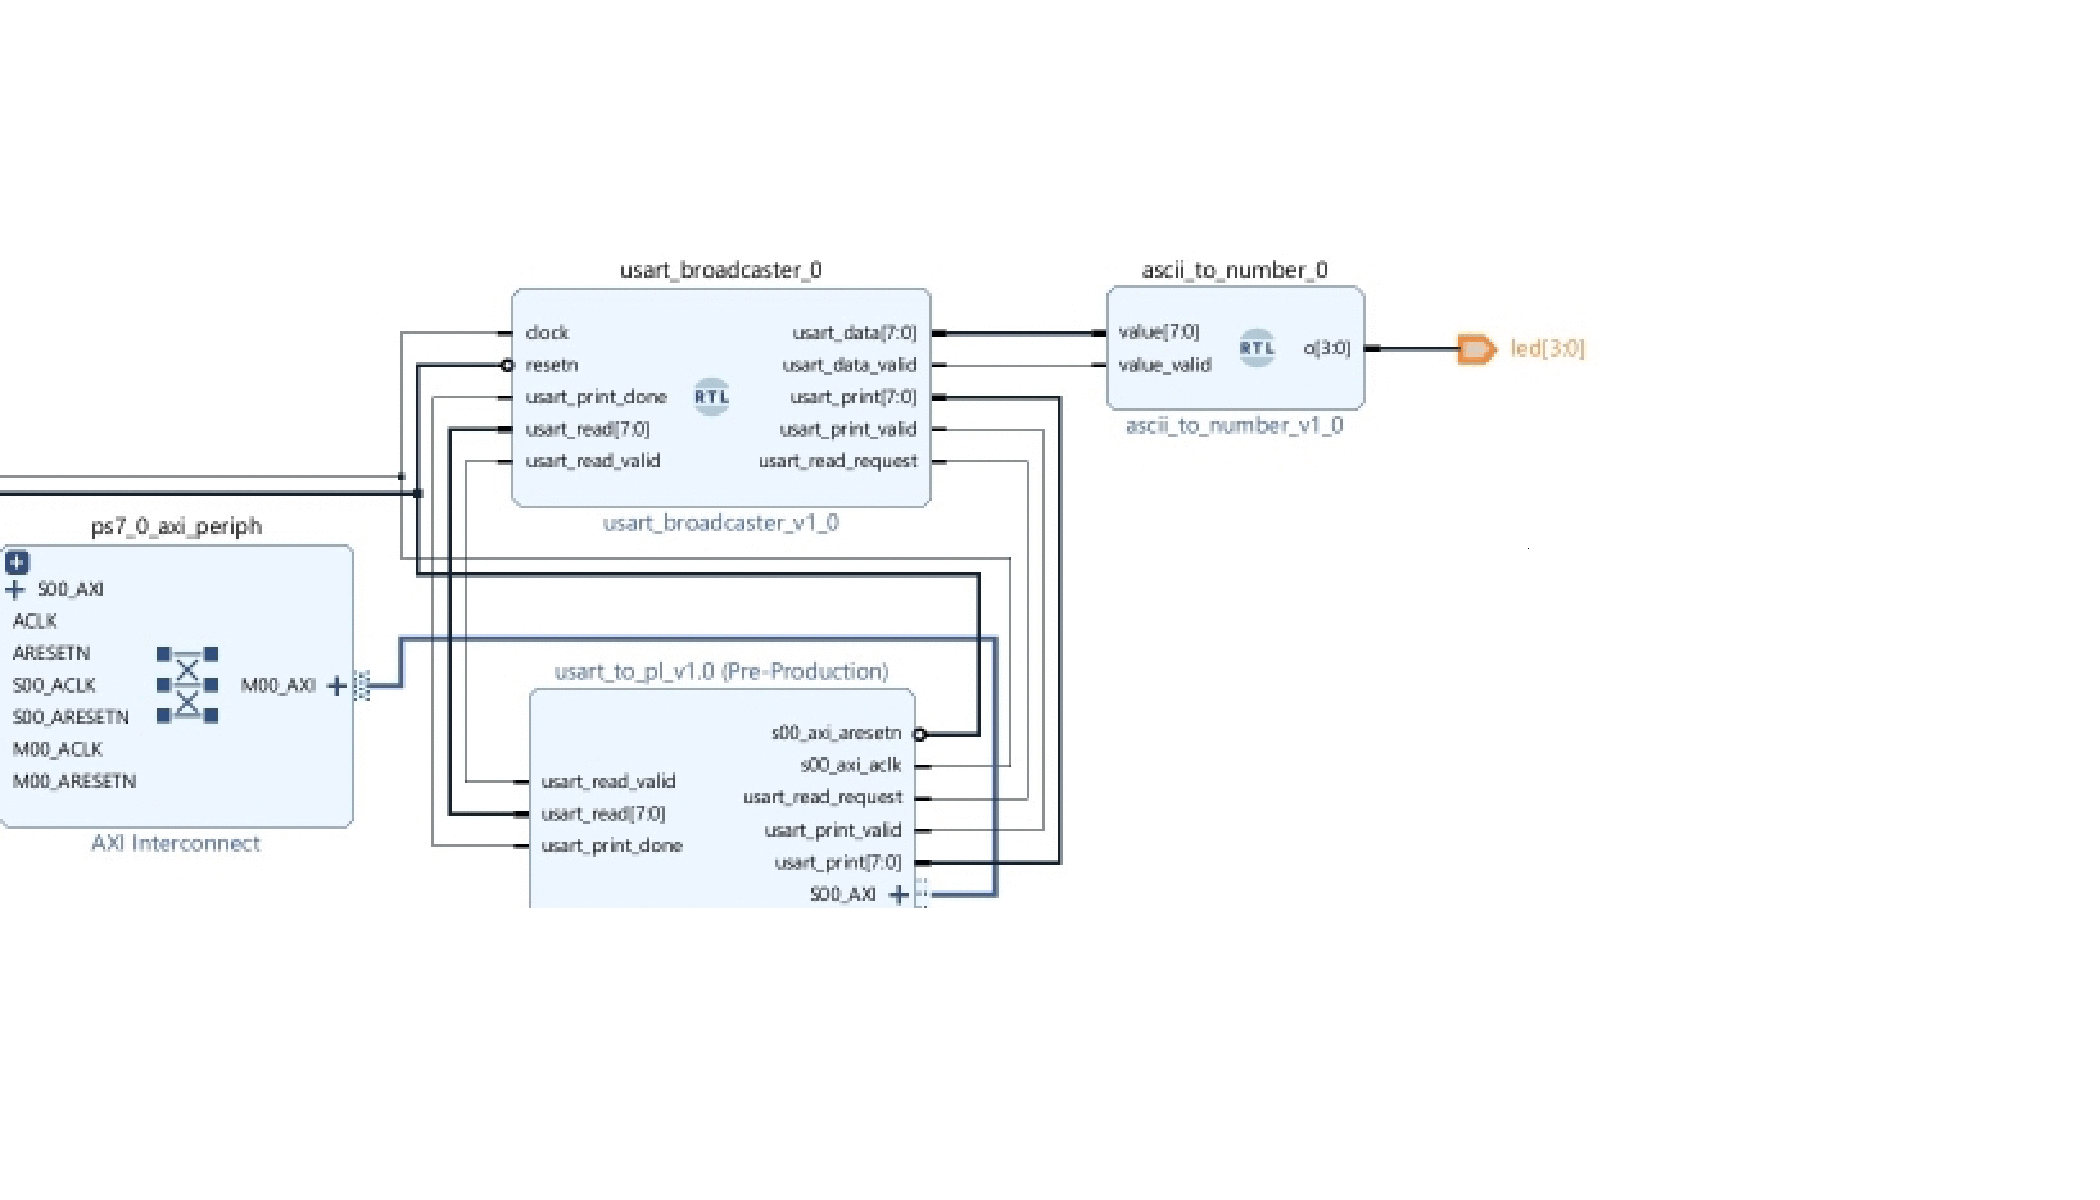 usart_broadcaster_0
clock
resetn
usart_print_done
usart_read[7:0]
usart_read_valid
RTL
usart_data[7:0]
usart_data_valid
usart_print[7:0]
usart_print_valid
usart_read_request
usart_broadcaster_v1_0
ascii_to_number_0
value[7:0]
value_valid
RTL
o[3:0]
ascii_to_number_v1_0
led[3:0]
ps7_0_axi_periph
S00_AXI
ACLK
ARESETN
S00_ACLK
S00_ARESETN
M00_ACLK
M00_ARESETN
M00_AXI
AXI Interconnect
usart_to_pl_v1.0 (Pre-Production)
usart_read_valid
usart_read[7:0]
usart_print_done
s00_axi_aresetn
s00_axi_aclk
usart_read_request
usart_print_valid
usart_print[7:0]
S00_AXI